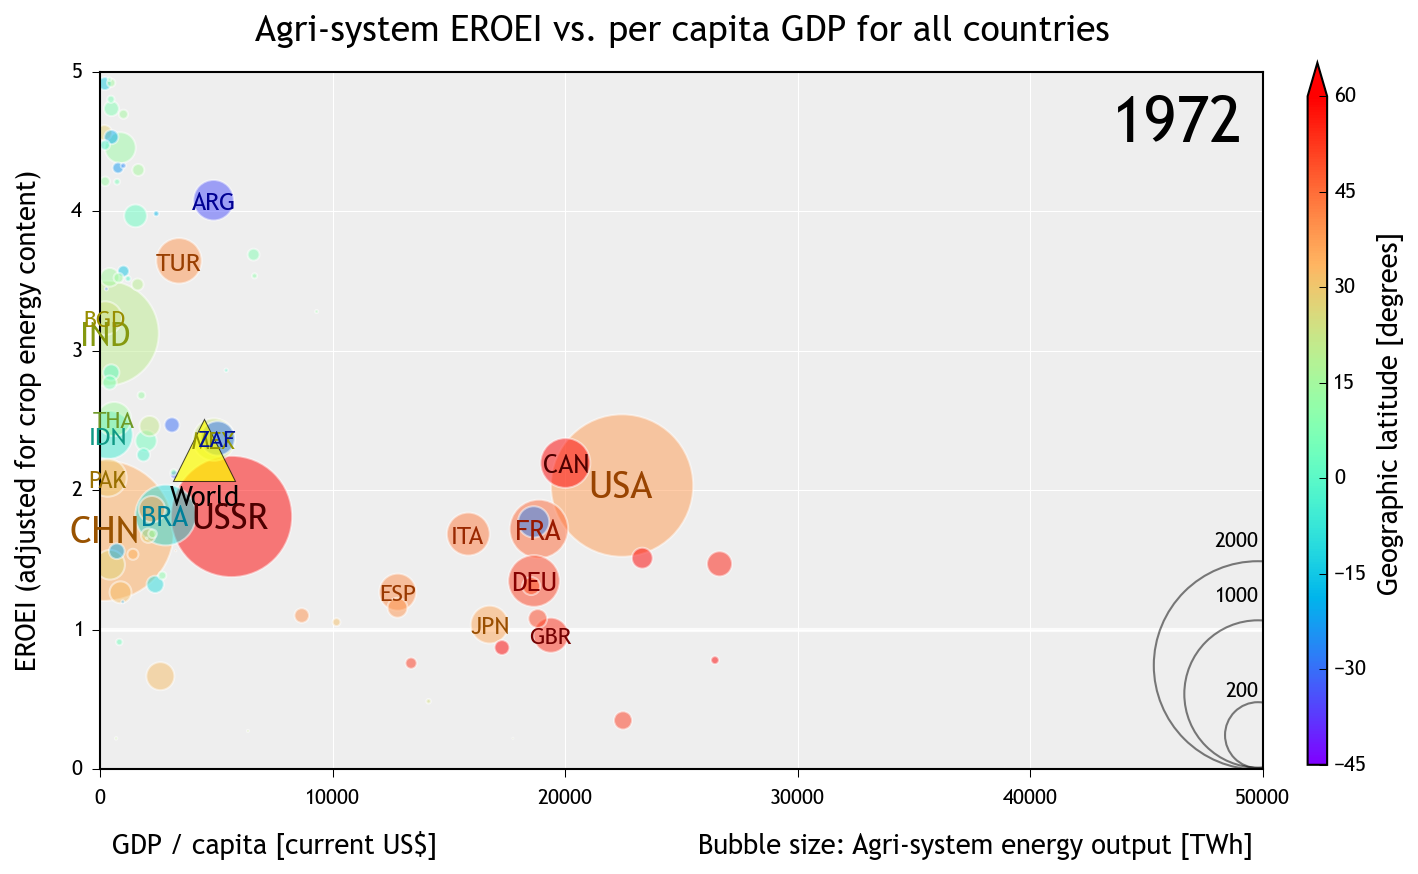 Agri-system EROEI vs. per capita GDP for all countries
1972
EROEI (adjusted for crop energy content)
5
4
3
2
1
0
ARG
TUR
BGD
IND
THA
IDN
ZAF
PAK
CAN
USA
World
CHN
BRA
USSR
ITA
FRA
DEU
ESP
JPN
GBR
2000
1000
200
0
10000
20000
30000
40000
50000
GDP / capita [current US$]
Bubble size: Agri-system energy output [TWh]
60
45
30
15
0
−15
−30
−45
Geographic latitude [degrees]